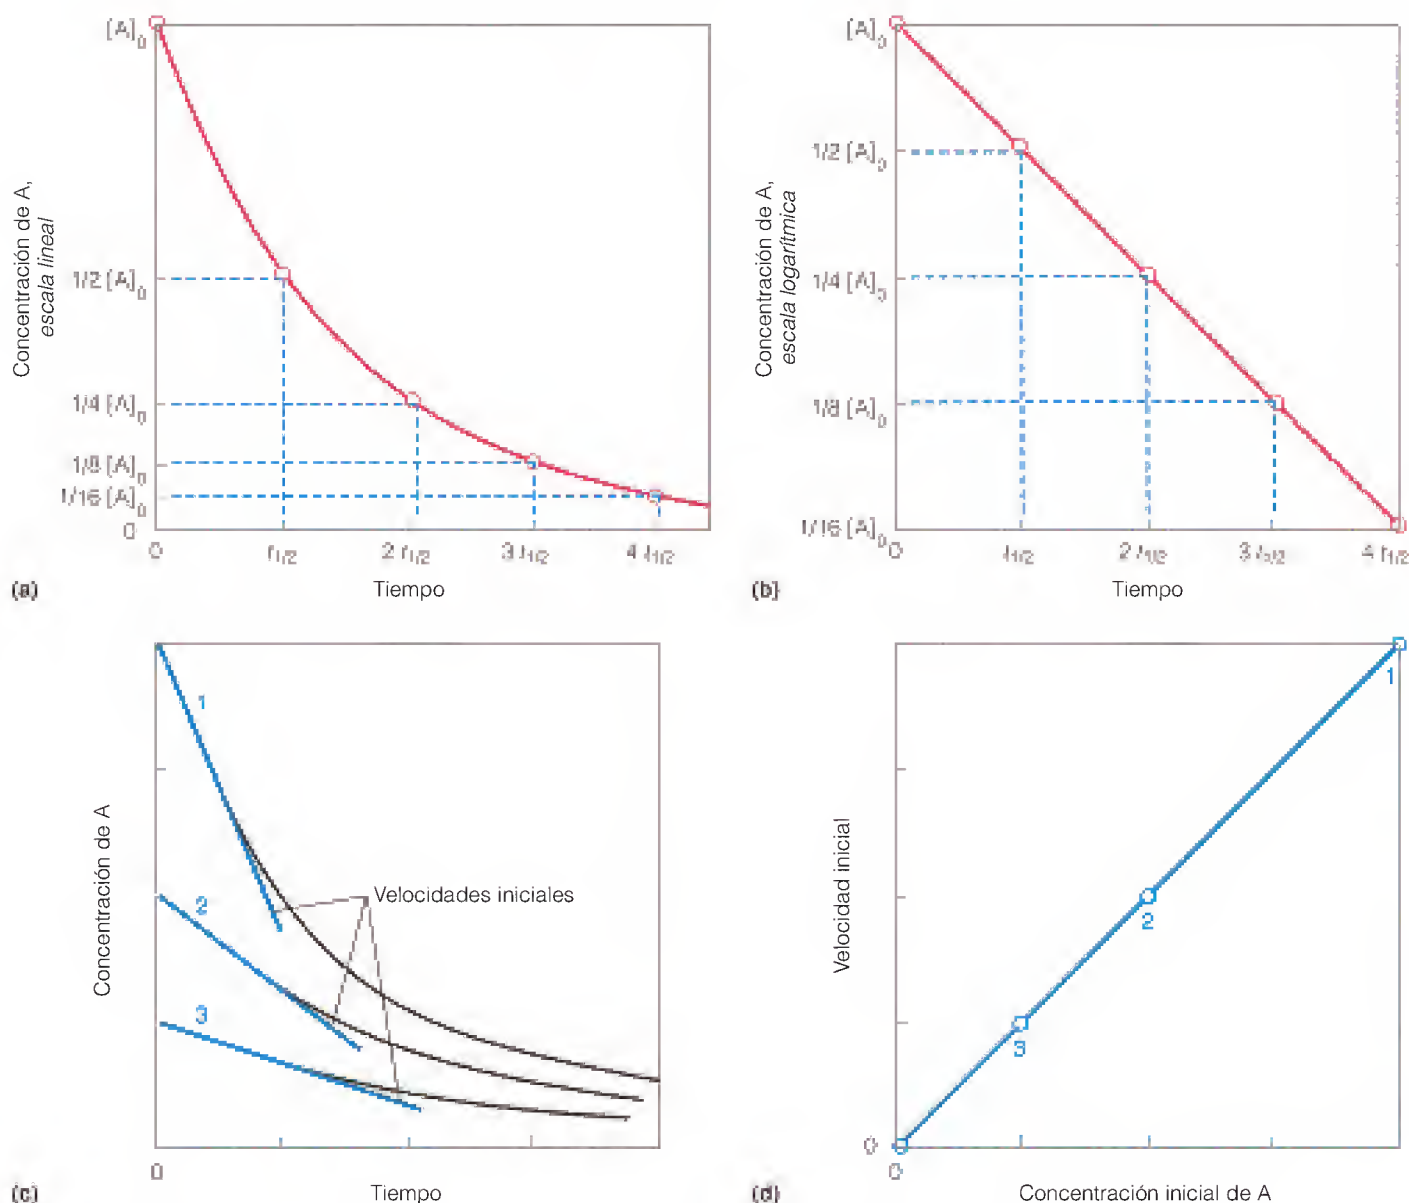 [A]₀
Concentración de A,
escala lineal
1/2 [A]₀
1/4 [A]₀
1/8 [A]₀
1/16 [A]₀
0
0
t₁/₂
2 t₁/₂
3 t₁/₂
4 t₁/₂
(a)
Tiempo
[A]₀
Concentración de A,
escala logarítmica
1/2 [A]₀
1/4 [A]₀
1/8 [A]₀
1/16 [A]₀
0
t₁/₂
2 t₁/₂
3 t₁/₂
4 t₁/₂
(b)
Tiempo
Concentración de A
1
2
3
Velocidades iniciales
0
(c)
Tiempo
Velocidad inicial
1
2
3
0
0
(d)
Concentración inicial de A